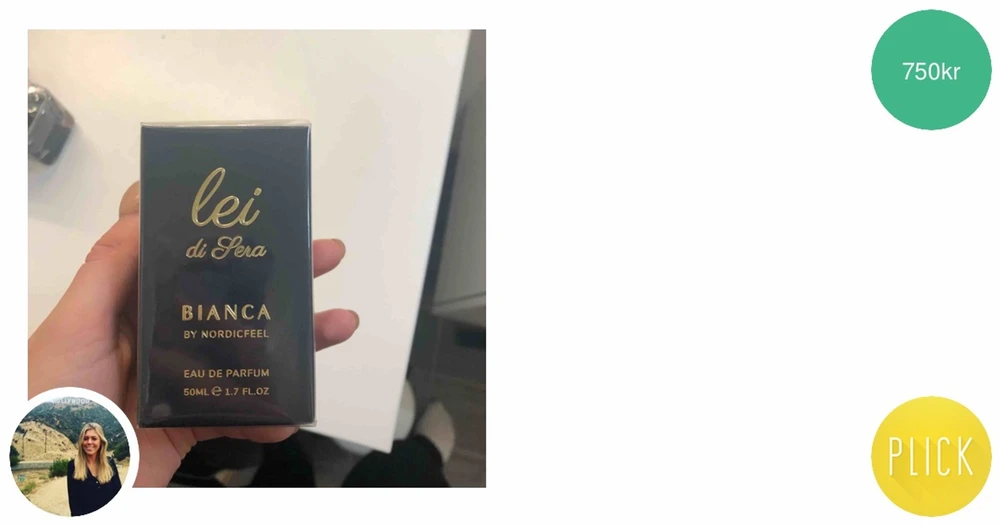 750kr
lei
di Sera
BIANCA
BY NORDICFEEL
EAU DE PARFUM
50ML ℮ 1.7 FL.OZ
PLICK